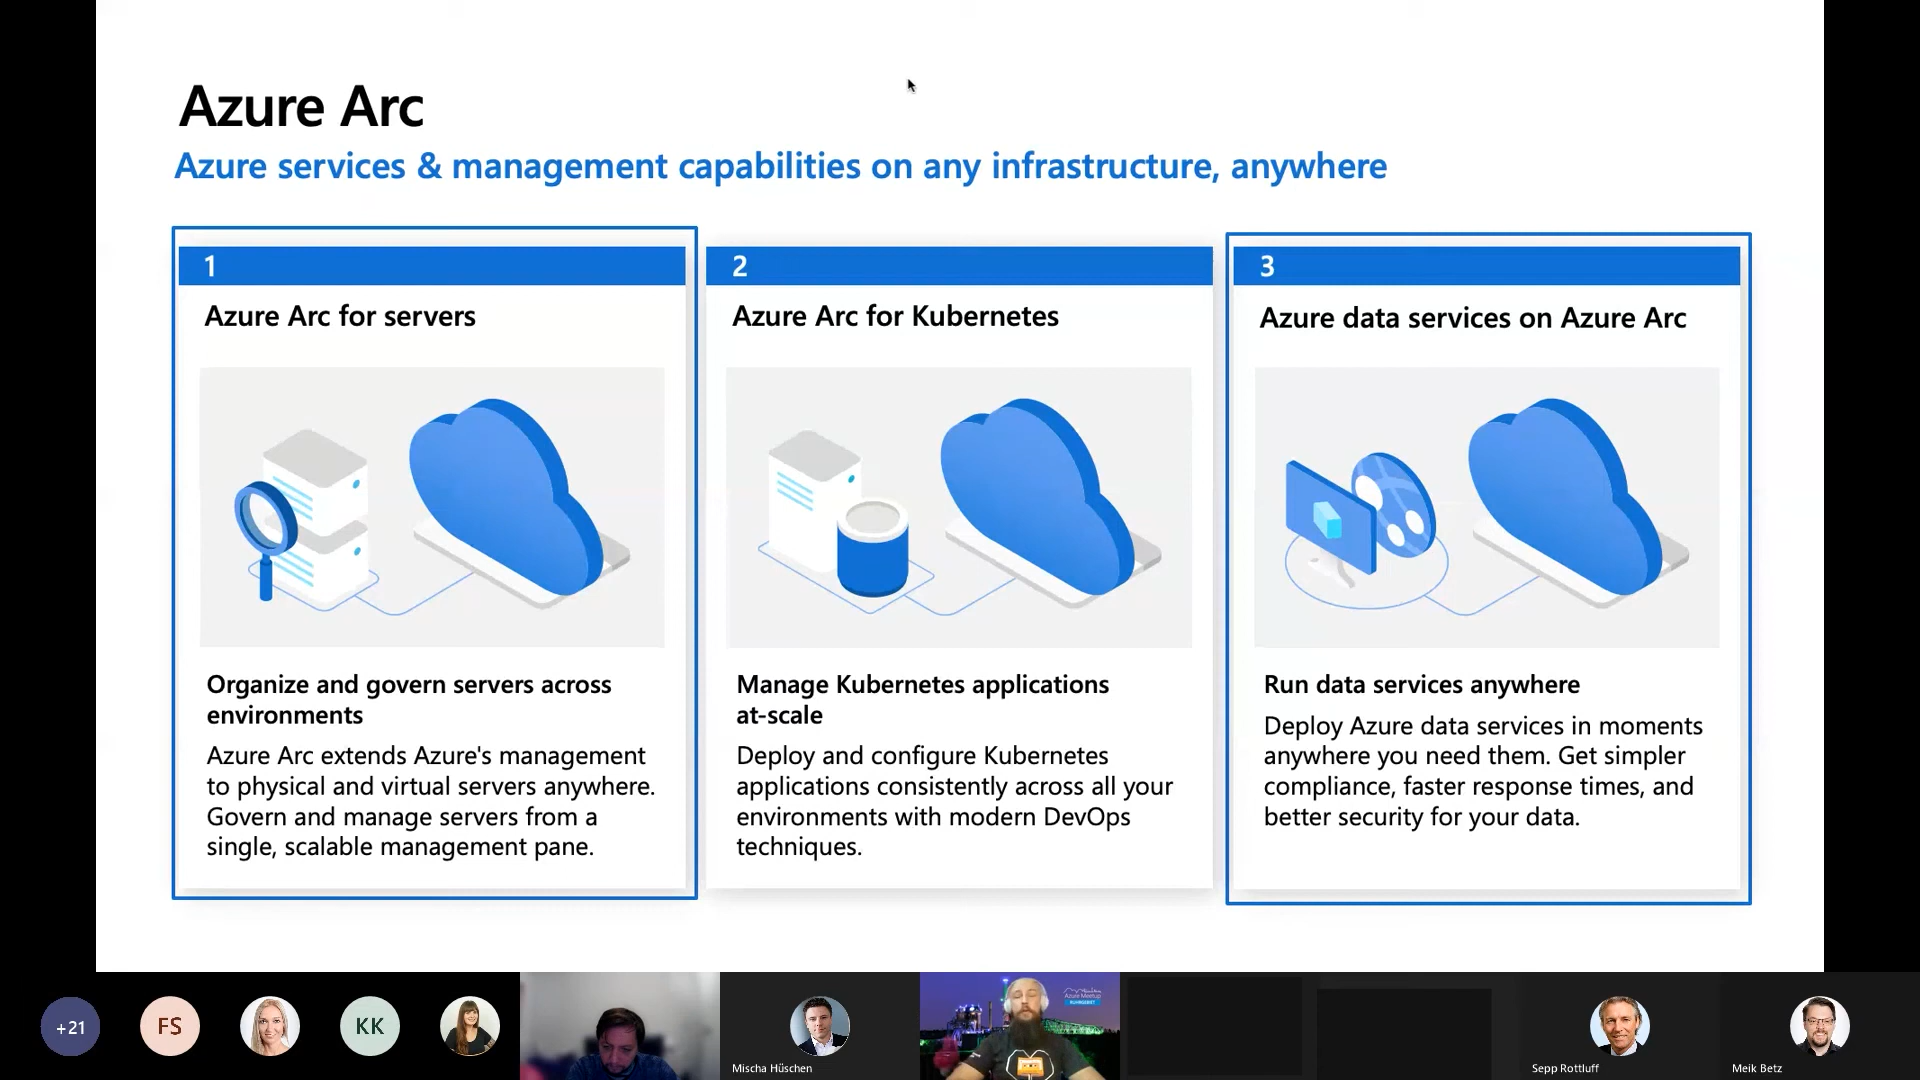 Azure Arc
Azure services & management capabilities on any infrastructure, anywhere
1
Azure Arc for servers
Organize and govern servers across
environments
Azure Arc extends Azure's management
to physical and virtual servers anywhere.
Govern and manage servers from a
single, scalable management pane.
2
Azure Arc for Kubernetes
Manage Kubernetes applications
at-scale
Deploy and configure Kubernetes
applications consistently across all your
environments with modern DevOps
techniques.
3
Azure data services on Azure Arc
Run data services anywhere
Deploy Azure data services in moments
anywhere you need them. Get simpler
compliance, faster response times, and
better security for your data.
+21
FS
KK
Mischa Hüschen
Azure Meetup
Sepp Rottluff
Meik Betz